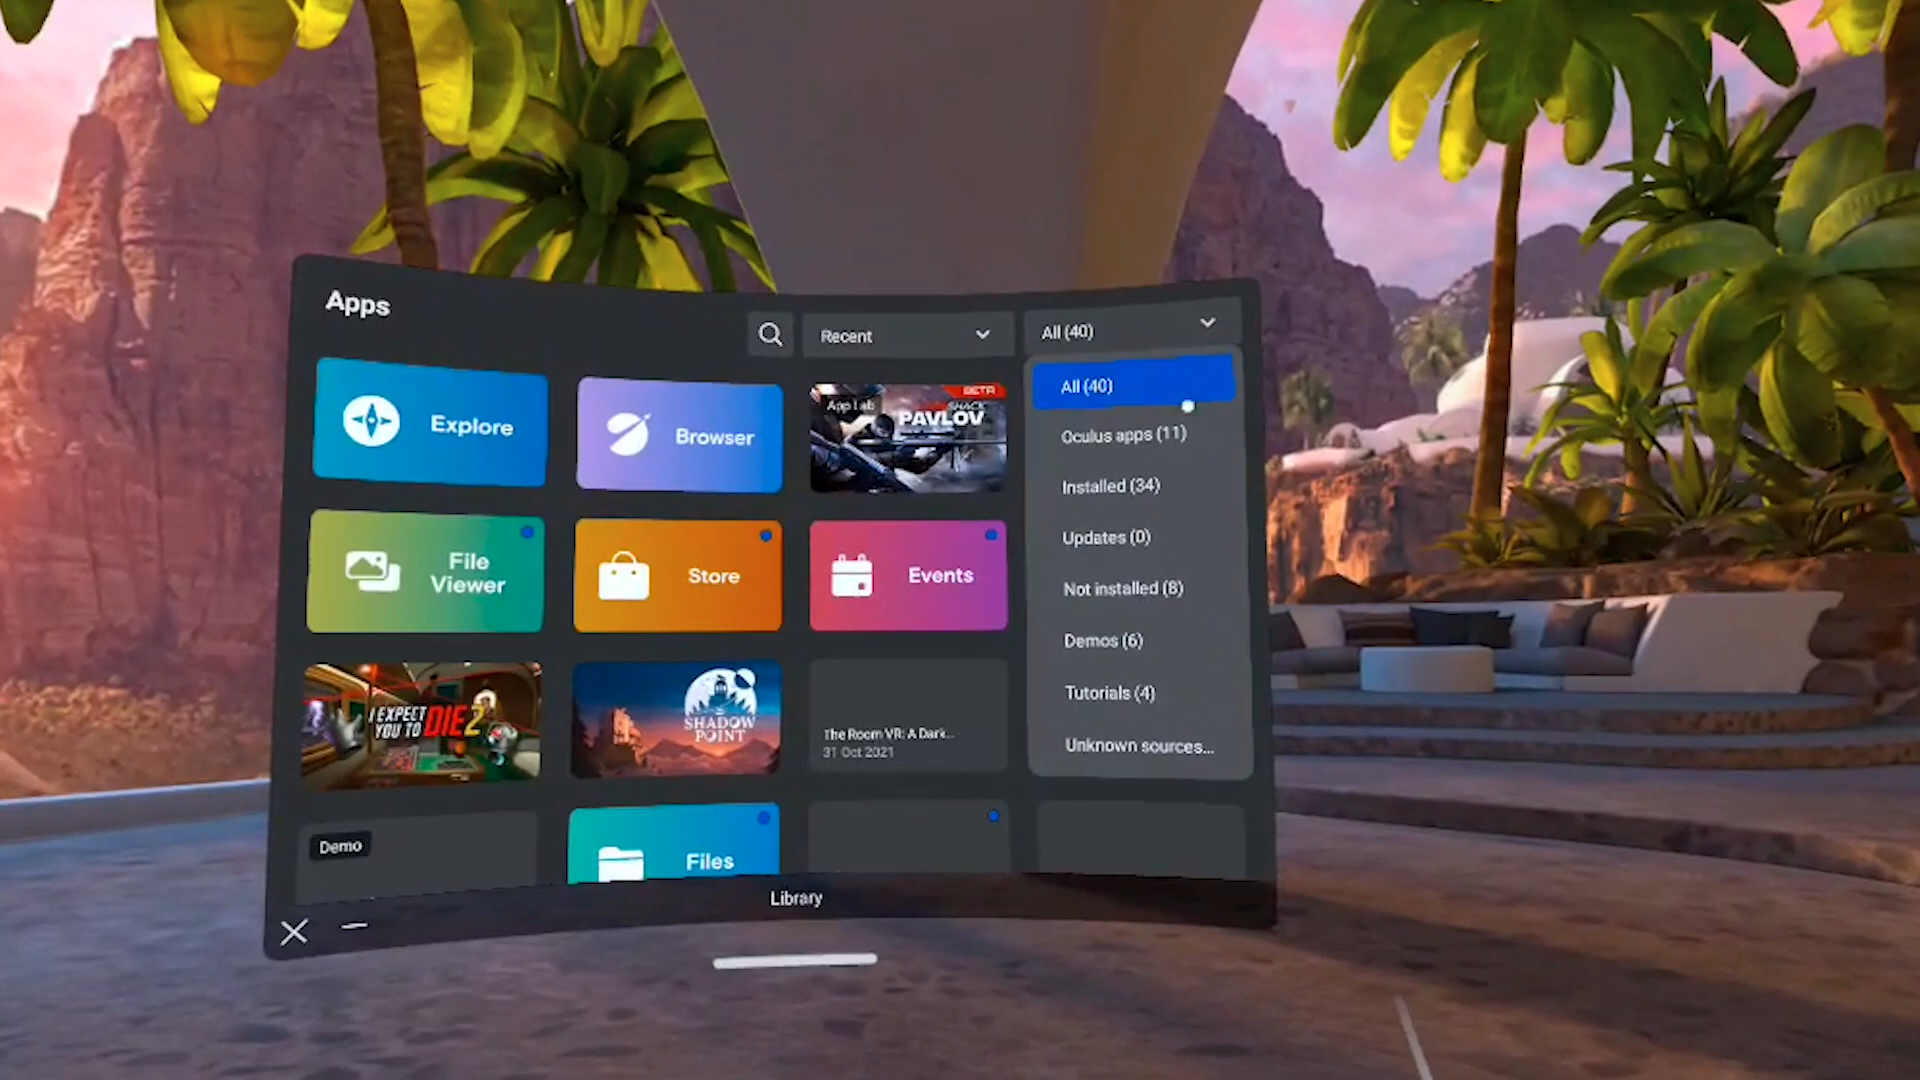 Apps
Recent
All (40)
Explore
Browser
App Lab
BETA
SHACK
PAVLOV
All (40)
Oculus apps (11)
Installed (34)
Updates (0)
Not installed (8)
Demos (6)
Tutorials (4)
Unknown sources...
File
Viewer
Store
Events
I EXPECT
YOU TO DIE 2
SHADOW
POINT
The Room VR: A Dark...
31 Oct 2021
Demo
Files
Library